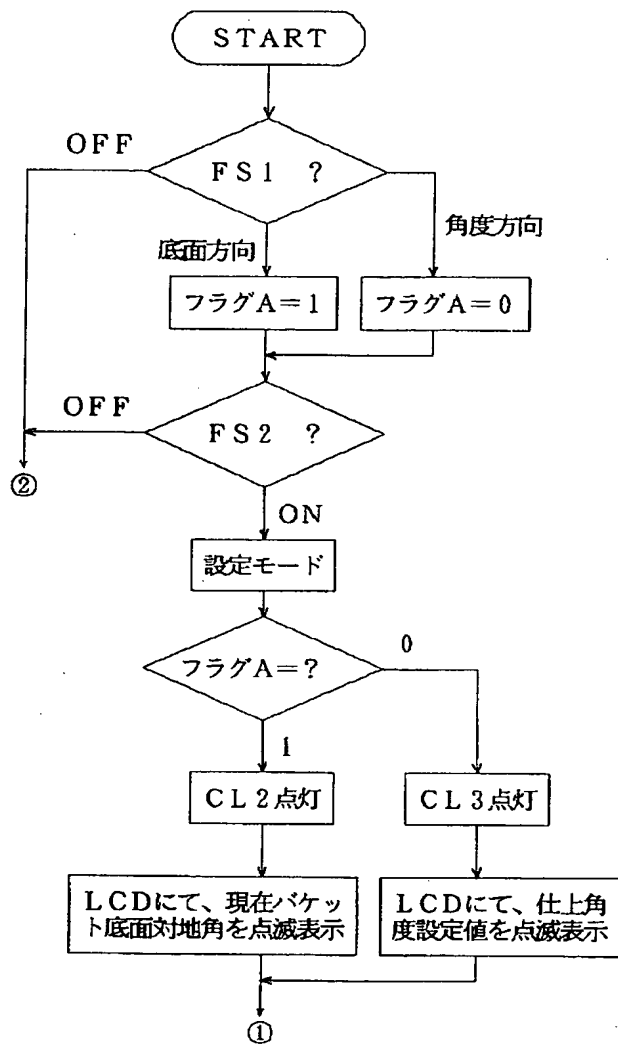 START
OFF
FS1 ?
底面方向
角度方向
フラグA=1
フラグA=0
OFF
FS2 ?
②
ON
設定モード
フラグA=?
0
1
CL2点灯
CL3点灯
LCDにて、現在バケッ
ト底面対地角を点滅表示
LCDにて、仕上角
度設定値を点滅表示
①